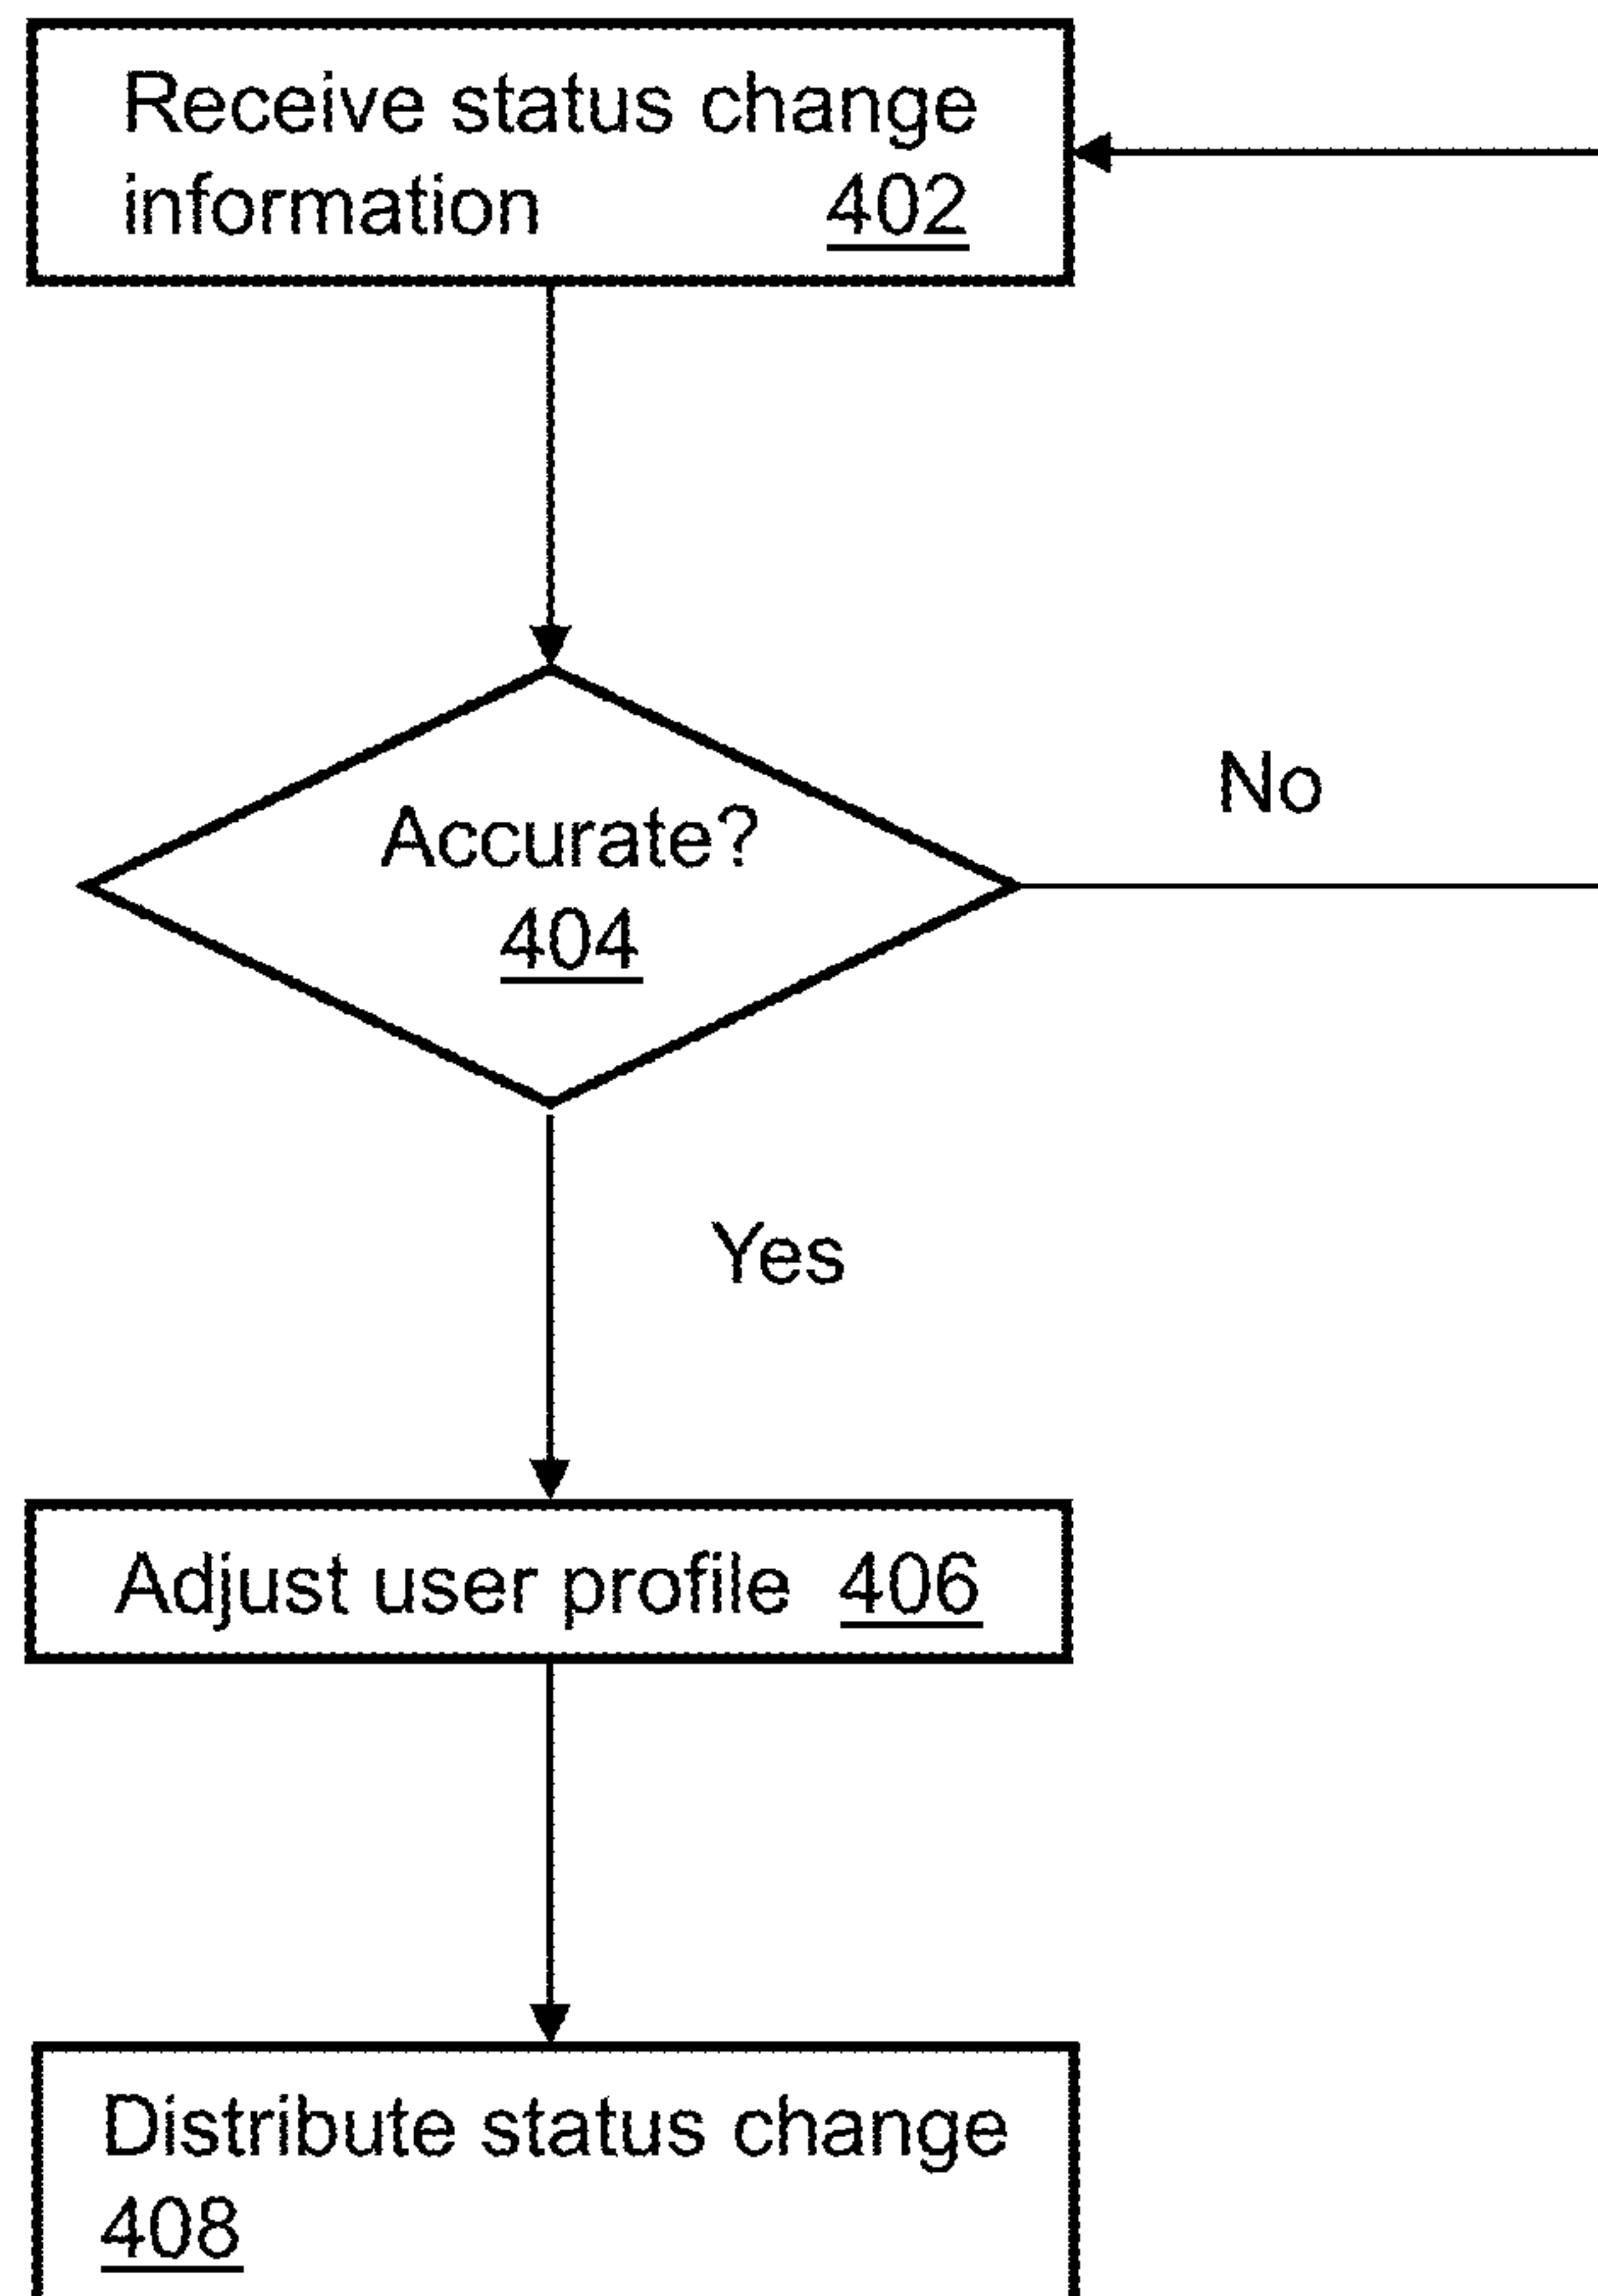 Receive status change
information 402
Accurate?
404
No
Yes
Adjust user profile 406
Distribute status change
408